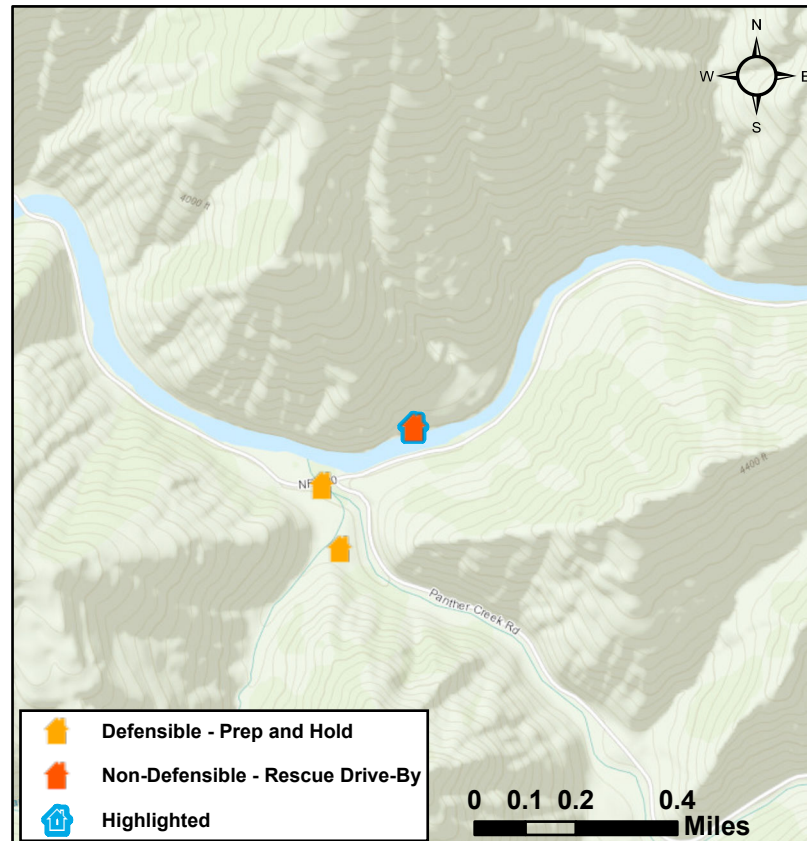 N
W
E
S
4000 ft
4400 ft
Panther Creek Rd
Defensible - Prep and Hold
Non-Defensible - Rescue Drive-By
Highlighted
0 0.1 0.2 0.4
Miles